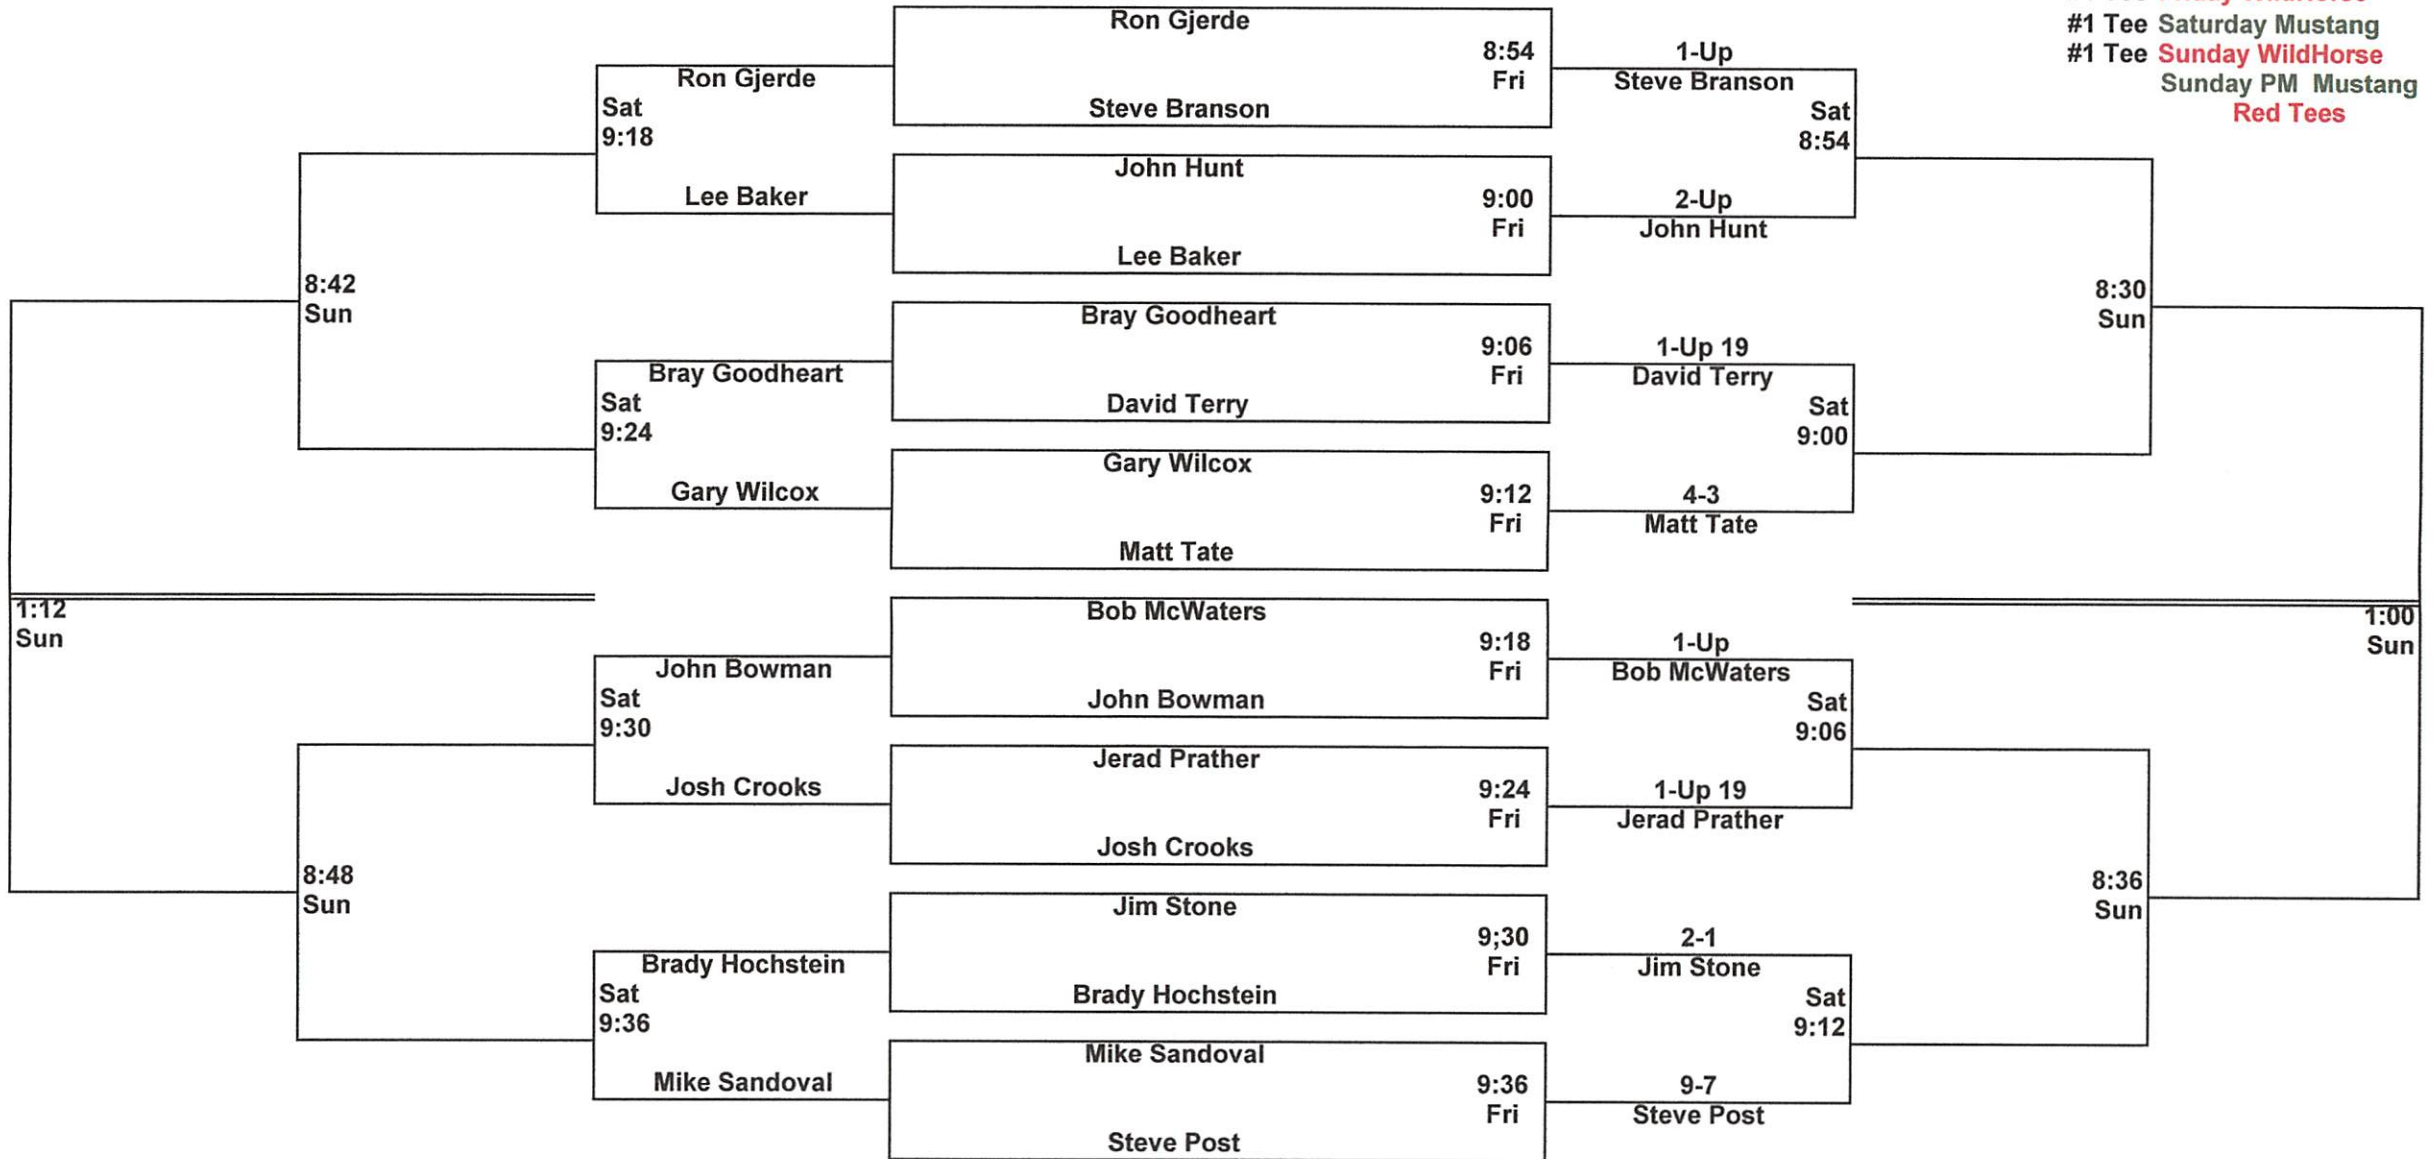 #1 Tee Saturday Mustang
#1 Tee Sunday WildHorse
Sunday PM Mustang
Red Tees
1:12
Sun
8:42
Sun
8:48
Sun
Ron Gjerde
Sat
9:18
Lee Baker
Bray Goodheart
Sat
9:24
Gary Wilcox
John Bowman
Sat
9:30
Josh Crooks
Brady Hochstein
Sat
9:36
Mike Sandoval
Ron Gjerde
8:54
Fri
Steve Branson
John Hunt
9:00
Fri
Lee Baker
Bray Goodheart
9:06
Fri
David Terry
Gary Wilcox
9:12
Fri
Matt Tate
Bob McWaters
9:18
Fri
John Bowman
Jerad Prather
9:24
Fri
Josh Crooks
Jim Stone
9;30
Fri
Brady Hochstein
Mike Sandoval
9:36
Fri
Steve Post
1-Up
Steve Branson
Sat
8:54
2-Up
John Hunt
1-Up 19
David Terry
Sat
9:00
4-3
Matt Tate
1-Up
Bob McWaters
Sat
9:06
1-Up 19
Jerad Prather
2-1
Jim Stone
Sat
9:12
9-7
Steve Post
8:30
Sun
8:36
Sun
1:00
Sun